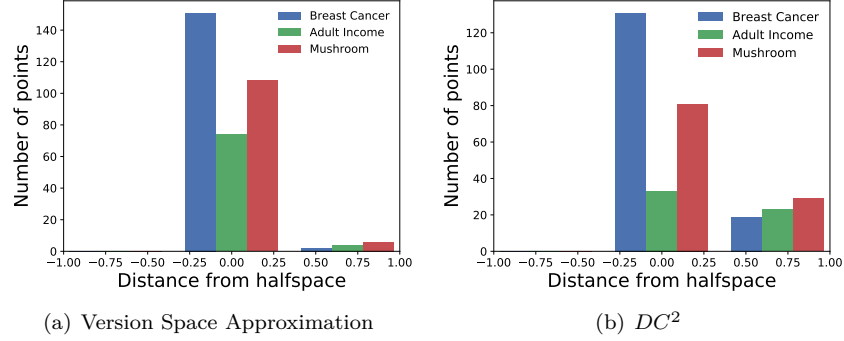 Number of points
140
120
100
80
60
40
20
0
Breast Cancer
Adult Income
Mushroom
−1.00 −0.75 −0.50 −0.25 0.00 0.25 0.50 0.75 1.00
Distance from halfspace
(a) Version Space Approximation
Number of points
120
100
80
60
40
20
0
Breast Cancer
Adult Income
Mushroom
−1.00 −0.75 −0.50 −0.25 0.00 0.25 0.50 0.75 1.00
Distance from halfspace
(b) DC²